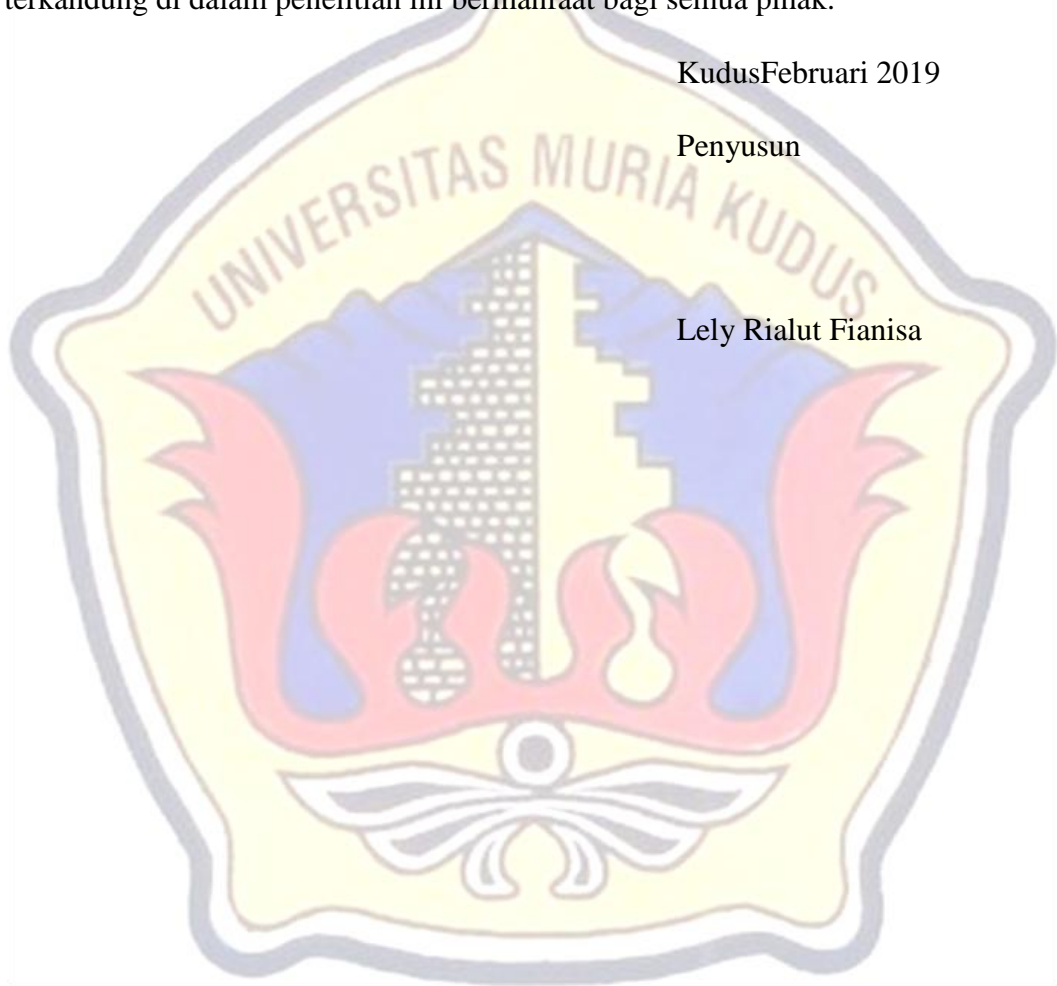 terkandung di dalam penelitian ini bermanfaat bagi semua pihak.
KudusFebruari 2019
Penyusun
UNIVERSITAS MURIA KUDUS
Lely Rialut Fianisa